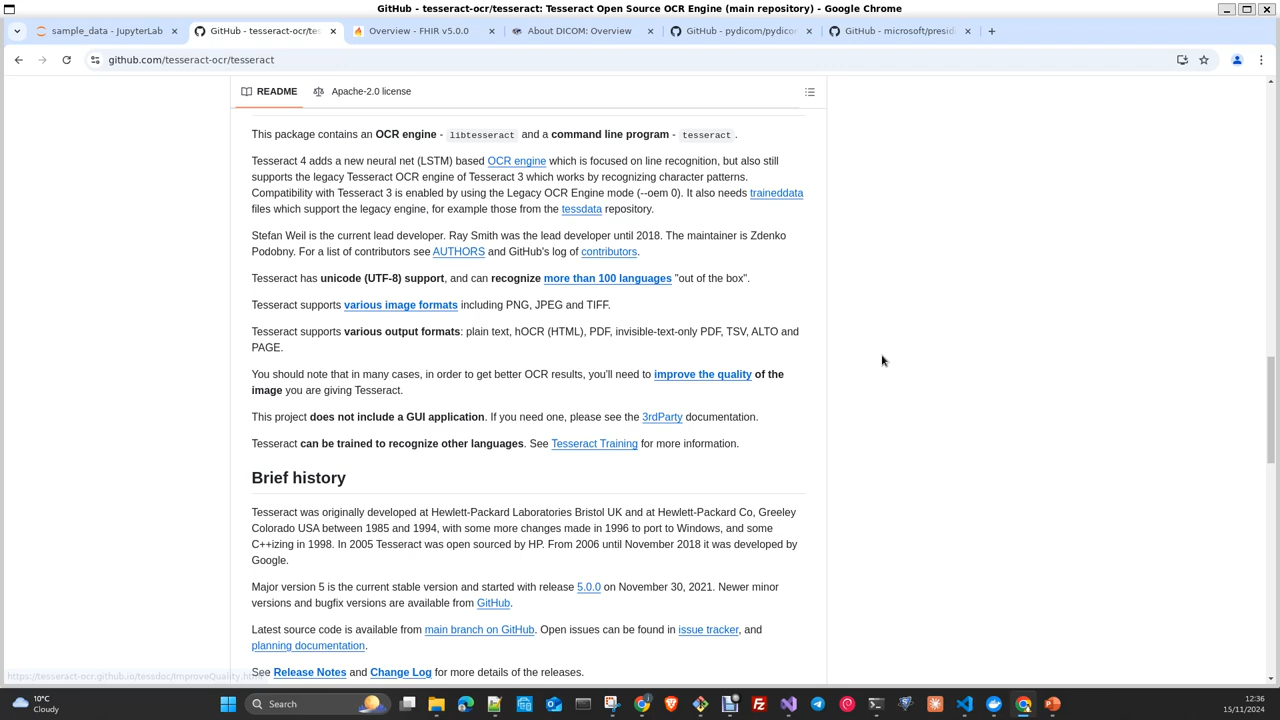 GitHub - tesseract-ocr/tesseract: Tesseract Open Source OCR Engine (main repository) - Google Chrome
sample_data - JupyterLab
GitHub - tesseract-ocr/tes
Overview - FHIR v5.0.0
About DICOM: Overview
GitHub - pydicom/pydicon
GitHub - microsoft/presid
github.com/tesseract-ocr/tesseract
README
Apache-2.0 license
This package contains an OCR engine - libtesseract and a command line program - tesseract .
Tesseract 4 adds a new neural net (LSTM) based OCR engine which is focused on line recognition, but also still
supports the legacy Tesseract OCR engine of Tesseract 3 which works by recognizing character patterns.
Compatibility with Tesseract 3 is enabled by using the Legacy OCR Engine mode (--oem 0). It also needs traineddata
files which support the legacy engine, for example those from the tessdata repository.
Stefan Weil is the current lead developer. Ray Smith was the lead developer until 2018. The maintainer is Zdenko
Podobny. For a list of contributors see AUTHORS and GitHub's log of contributors.
Tesseract has unicode (UTF-8) support, and can recognize more than 100 languages "out of the box".
Tesseract supports various image formats including PNG, JPEG and TIFF.
Tesseract supports various output formats: plain text, hOCR (HTML), PDF, invisible-text-only PDF, TSV, ALTO and
PAGE.
You should note that in many cases, in order to get better OCR results, you'll need to improve the quality of the
image you are giving Tesseract.
This project does not include a GUI application. If you need one, please see the 3rdParty documentation.
Tesseract can be trained to recognize other languages. See Tesseract Training for more information.
Brief history
Tesseract was originally developed at Hewlett-Packard Laboratories Bristol UK and at Hewlett-Packard Co, Greeley
Colorado USA between 1985 and 1994, with some more changes made in 1996 to port to Windows, and some
C++izing in 1998. In 2005 Tesseract was open sourced by HP. From 2006 until November 2018 it was developed by
Google.
Major version 5 is the current stable version and started with release 5.0.0 on November 30, 2021. Newer minor
versions and bugfix versions are available from GitHub.
Latest source code is available from main branch on GitHub. Open issues can be found in issue tracker, and
planning documentation.
See Release Notes and Change Log for more details of the releases.
https://tesseract-ocr.github.io/tessdoc/ImproveQuality.html
10°C
Cloudy
Search
12:36
15/11/2024